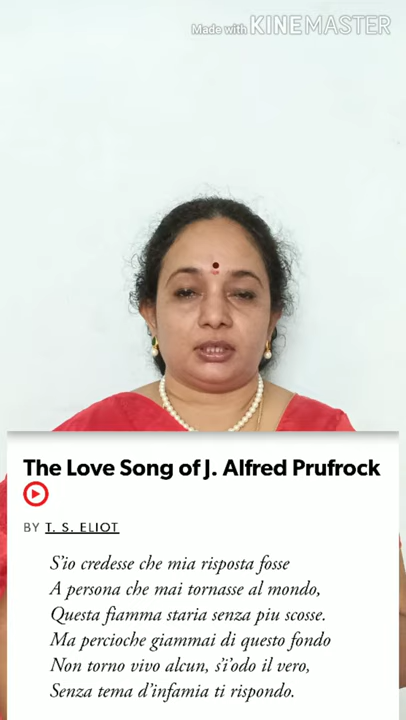 Made with KINEMASTER
The Love Song of J. Alfred Prufrock
BY T. S. ELIOT
S'io credesse che mia risposta fosse
A persona che mai tornasse al mondo,
Questa fiamma staria senza piu scosse.
Ma percioche giammai di questo fondo
Non torno vivo alcun, s'i'odo il vero,
Senza tema d'infamia ti rispondo.